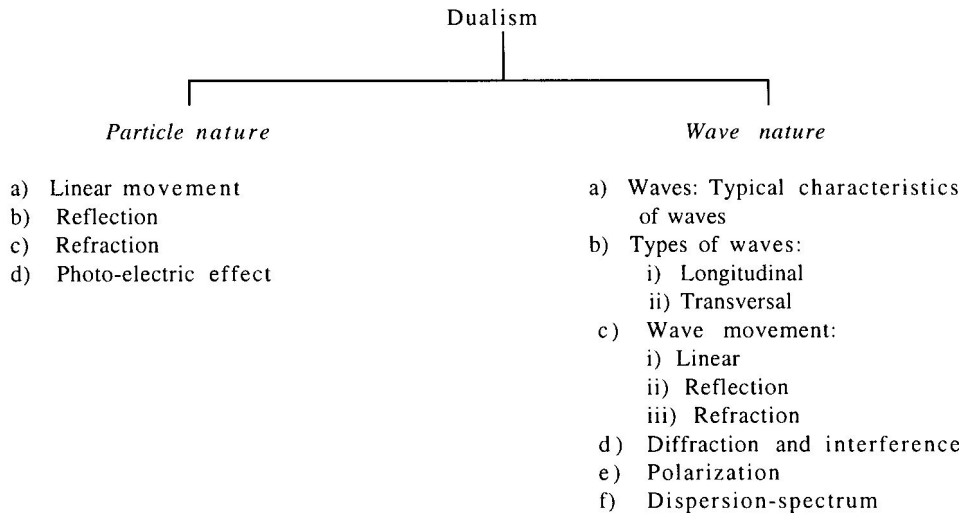 Dualism
Particle nature
a) Linear movement
b) Reflection
c) Refraction
d) Photo-electric effect
Wave nature
a) Waves: Typical characteristics
of waves
b) Types of waves:
i) Longitudinal
ii) Transversal
c) Wave movement:
i) Linear
ii) Reflection
iii) Refraction
d) Diffraction and interference
e) Polarization
f) Dispersion-spectrum